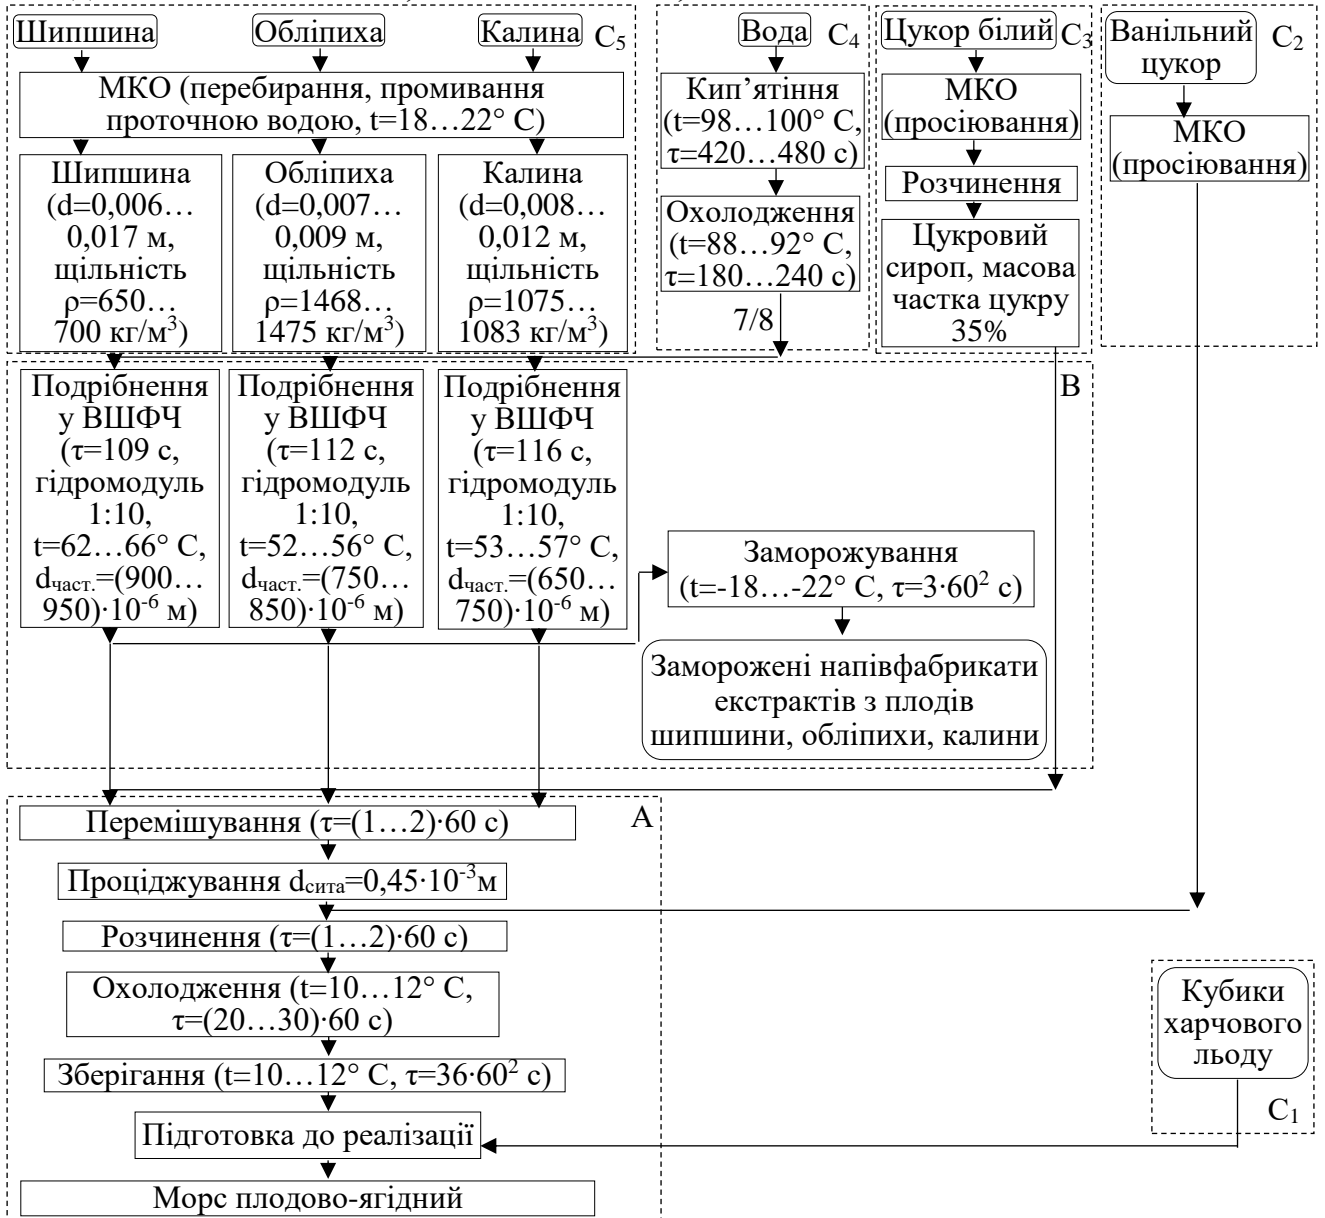 Шипшина
Обліпиха
Калина
C5
МКО (перебирання, промивання
проточною водою, t=18…22° C)
Шипшина
(d=0,006…
0,017 м,
щільність
ρ=650…
700 кг/м³)
Обліпиха
(d=0,007…
0,009 м,
щільність
ρ=1468…
1475 кг/м³)
Калина
(d=0,008…
0,012 м,
щільність
ρ=1075…
1083 кг/м³)
Вода
C4
Кип’ятіння
(t=98…100° C,
τ=420…480 с)
Охолодження
(t=88…92° C,
τ=180…240 с)
7/8
Цукор білий
C3
МКО
(просіювання)
Розчинення
Цукровий
сироп, масова
частка цукру
35%
Ванільний
цукор
C2
МКО
(просіювання)
B
Подрібнення
у ВШФЧ
(τ=109 с,
гідромодуль
1:10,
t=62…66° C,
dчаст.=(900…
950)·10⁻⁶ м)
Подрібнення
у ВШФЧ
(τ=112 с,
гідромодуль
1:10,
t=52…56° C,
dчаст.=(750…
850)·10⁻⁶ м)
Подрібнення
у ВШФЧ
(τ=116 с,
гідромодуль
1:10,
t=53…57° C,
dчаст.=(650…
750)·10⁻⁶ м)
Заморожування
(t=-18…-22° C, τ=3·60² с)
Заморожені напівфабрикати
екстрактів з плодів
шипшини, обліпихи, калини
A
Перемішування (τ=(1…2)·60 с)
Проціджування dсита=0,45·10⁻³м
Розчинення (τ=(1…2)·60 с)
Охолодження (t=10…12° C,
τ=(20…30)·60 с)
Зберігання (t=10…12° C, τ=36·60² с)
Підготовка до реалізації
Морс плодово-ягідний
Кубики
харчового
льоду
C1